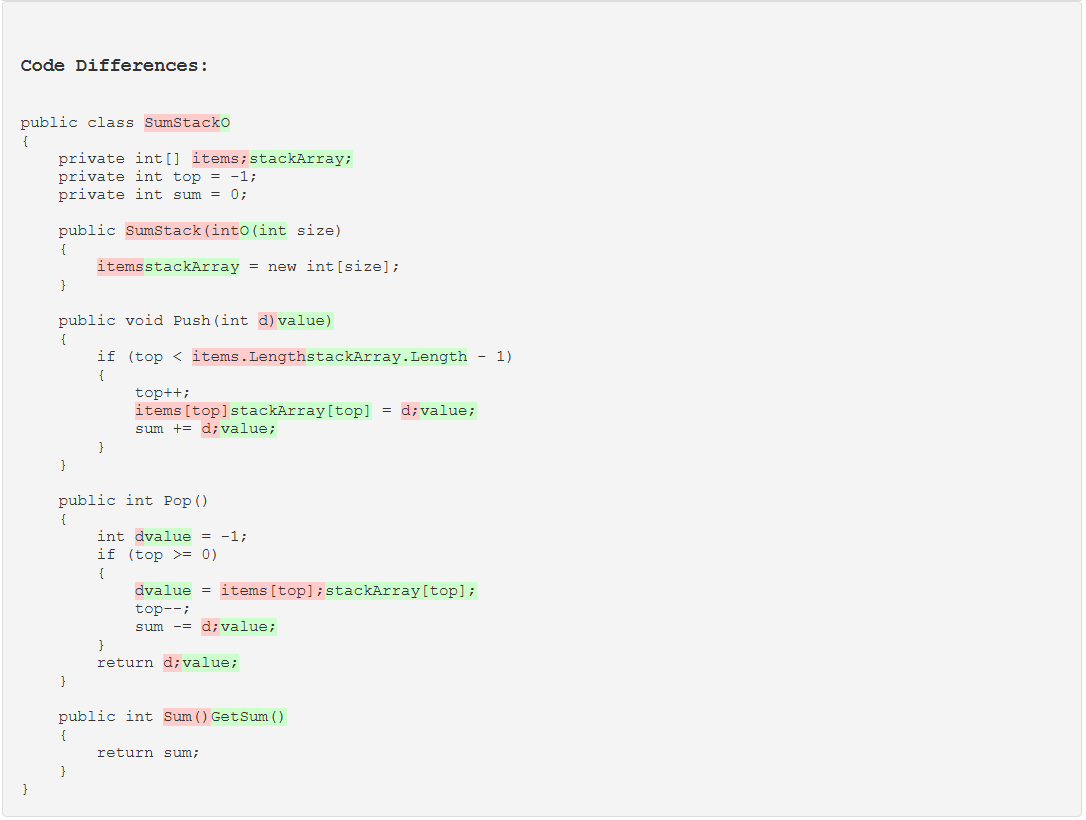 Code Differences:
public class SumStackO
{
    private int[] items;stackArray;
    private int top = -1;
    private int sum = 0;
    public SumStack(intO(int size)
    {
        itemsstackArray = new int[size];
    }
    public void Push(int d)value)
    {
        if (top < items.LengthstackArray.Length - 1)
        {
            top++;
            items[top]stackArray[top] = d;value;
            sum += d;value;
        }
    }
    public int Pop()
    {
        int dvalue = -1;
        if (top >= 0)
        {
            dvalue = items[top];stackArray[top];
            top--;
            sum -= d;value;
        }
        return d;value;
    }
    public int Sum()GetSum()
    {
        return sum;
    }
}